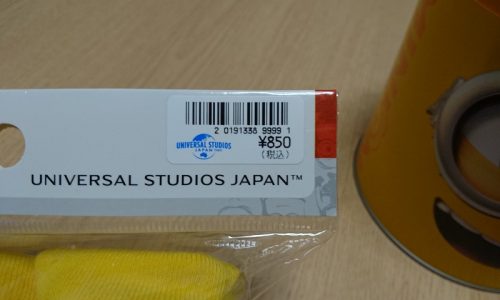 2 0191338 9999 1
¥850
(税込)
UNIVERSAL STUDIOS
JAPAN
UNIVERSAL STUDIOS JAPAN™